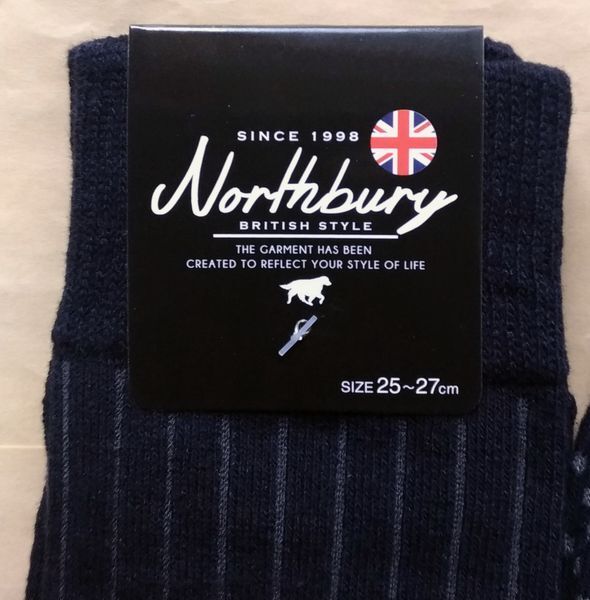 SINCE 1998
Northbury
BRITISH STYLE
THE GARMENT HAS BEEN
CREATED TO REFLECT YOUR STYLE OF LIFE
SIZE 25~27cm